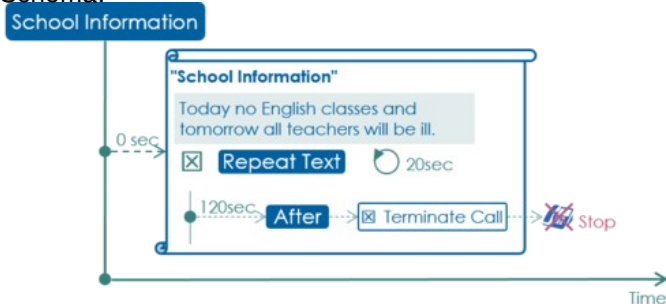 School Information
"School Information"
Today no English classes and
tomorrow all teachers will be ill.
0 sec
Repeat Text
20sec
120sec
After
Terminate Call
Stop
Time